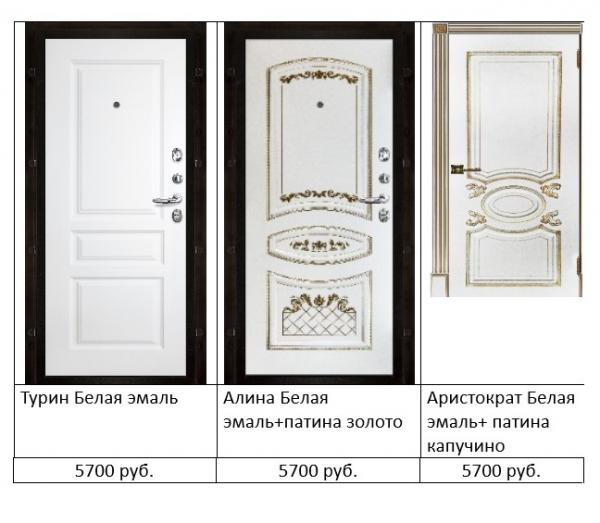 Турин Белая эмаль
Алина Белая
эмаль+патина золото
Аристократ Белая
эмаль+ патина
капучино
5700 руб.
5700 руб.
5700 руб.